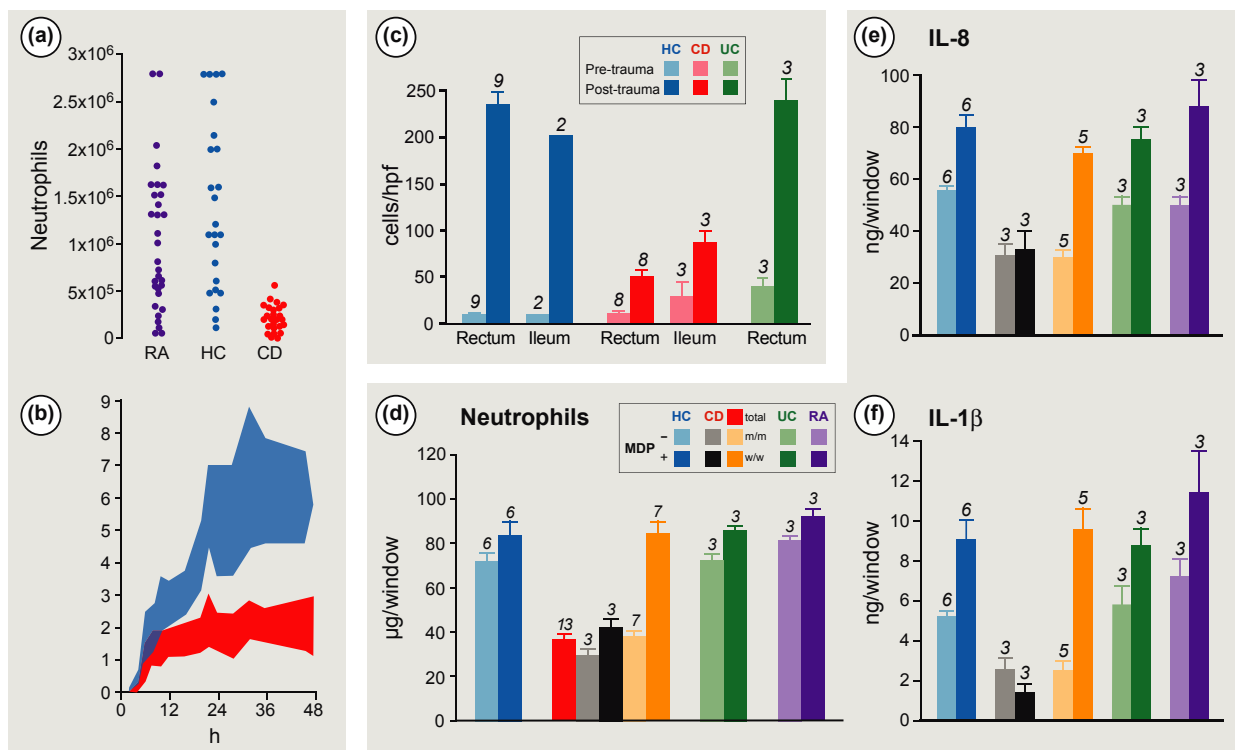 (a)
Neutrophils
3x10⁶
2.5x10⁶
2x10⁶
1.5x10⁶
1x10⁶
5x10⁵
0
RA HC CD
(b)
9
8
7
6
5
4
3
2
1
0
0 12 24 36 48
h
(c)
HC CD UC
Pre-trauma
Post-trauma
cells/hpf
250
200
150
100
50
0
9 9 2 2 8 8 3 3 3 3
Rectum Ileum Rectum Ileum Rectum
(d) Neutrophils
HC CD total UC RA
MDP
– m/m
+ w/w
µg/window
120
100
80
60
40
20
0
6 6 13 3 3 7 7 3 3 3 3
(e) IL-8
ng/window
100
80
60
40
20
0
6 6 3 3 5 5 3 3 3 3
(f) IL-1β
ng/window
14
12
10
8
6
4
2
0
6 6 3 3 5 5 3 3 3 3